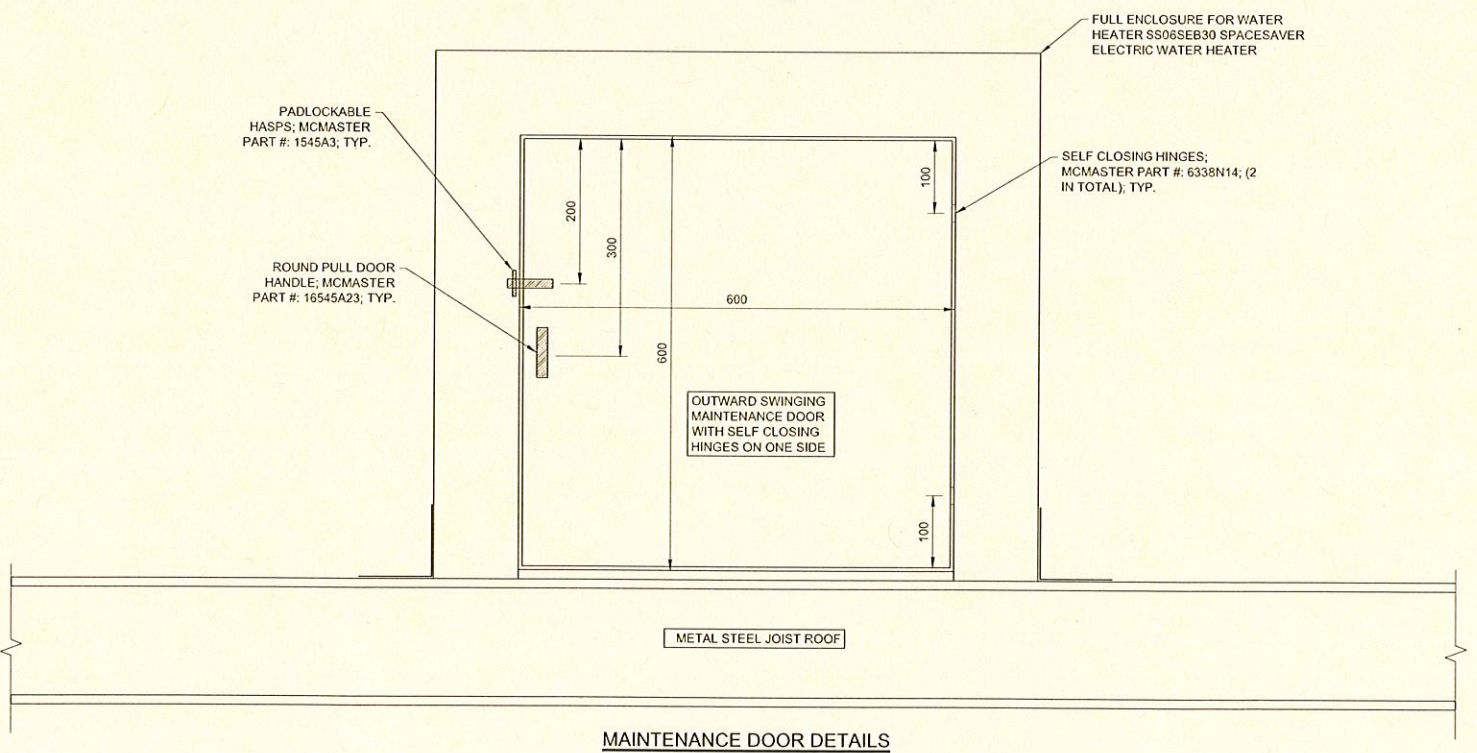 FULL ENCLOSURE FOR WATER
HEATER SS06SEB30 SPACESAVER
ELECTRIC WATER HEATER
PADLOCKABLE
HASPS; MCMASTER
PART #: 1545A3; TYP.
SELF CLOSING HINGES;
MCMASTER PART #: 6338N14; (2
IN TOTAL); TYP.
100
200
300
ROUND PULL DOOR
HANDLE; MCMASTER
PART #: 16545A23; TYP.
600
600
OUTWARD SWINGING
MAINTENANCE DOOR
WITH SELF CLOSING
HINGES ON ONE SIDE
100
METAL STEEL JOIST ROOF
MAINTENANCE DOOR DETAILS